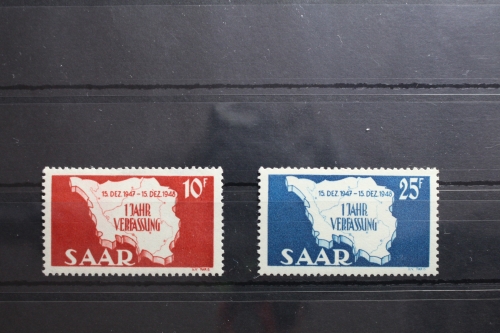 10F
15. DEZ. 1947 – 15. DEZ. 1948
1 JAHR
VERFASSUNG
SAAR
25F
15. DEZ. 1947 – 15. DEZ. 1948
1 JAHR
VERFASSUNG
SAAR